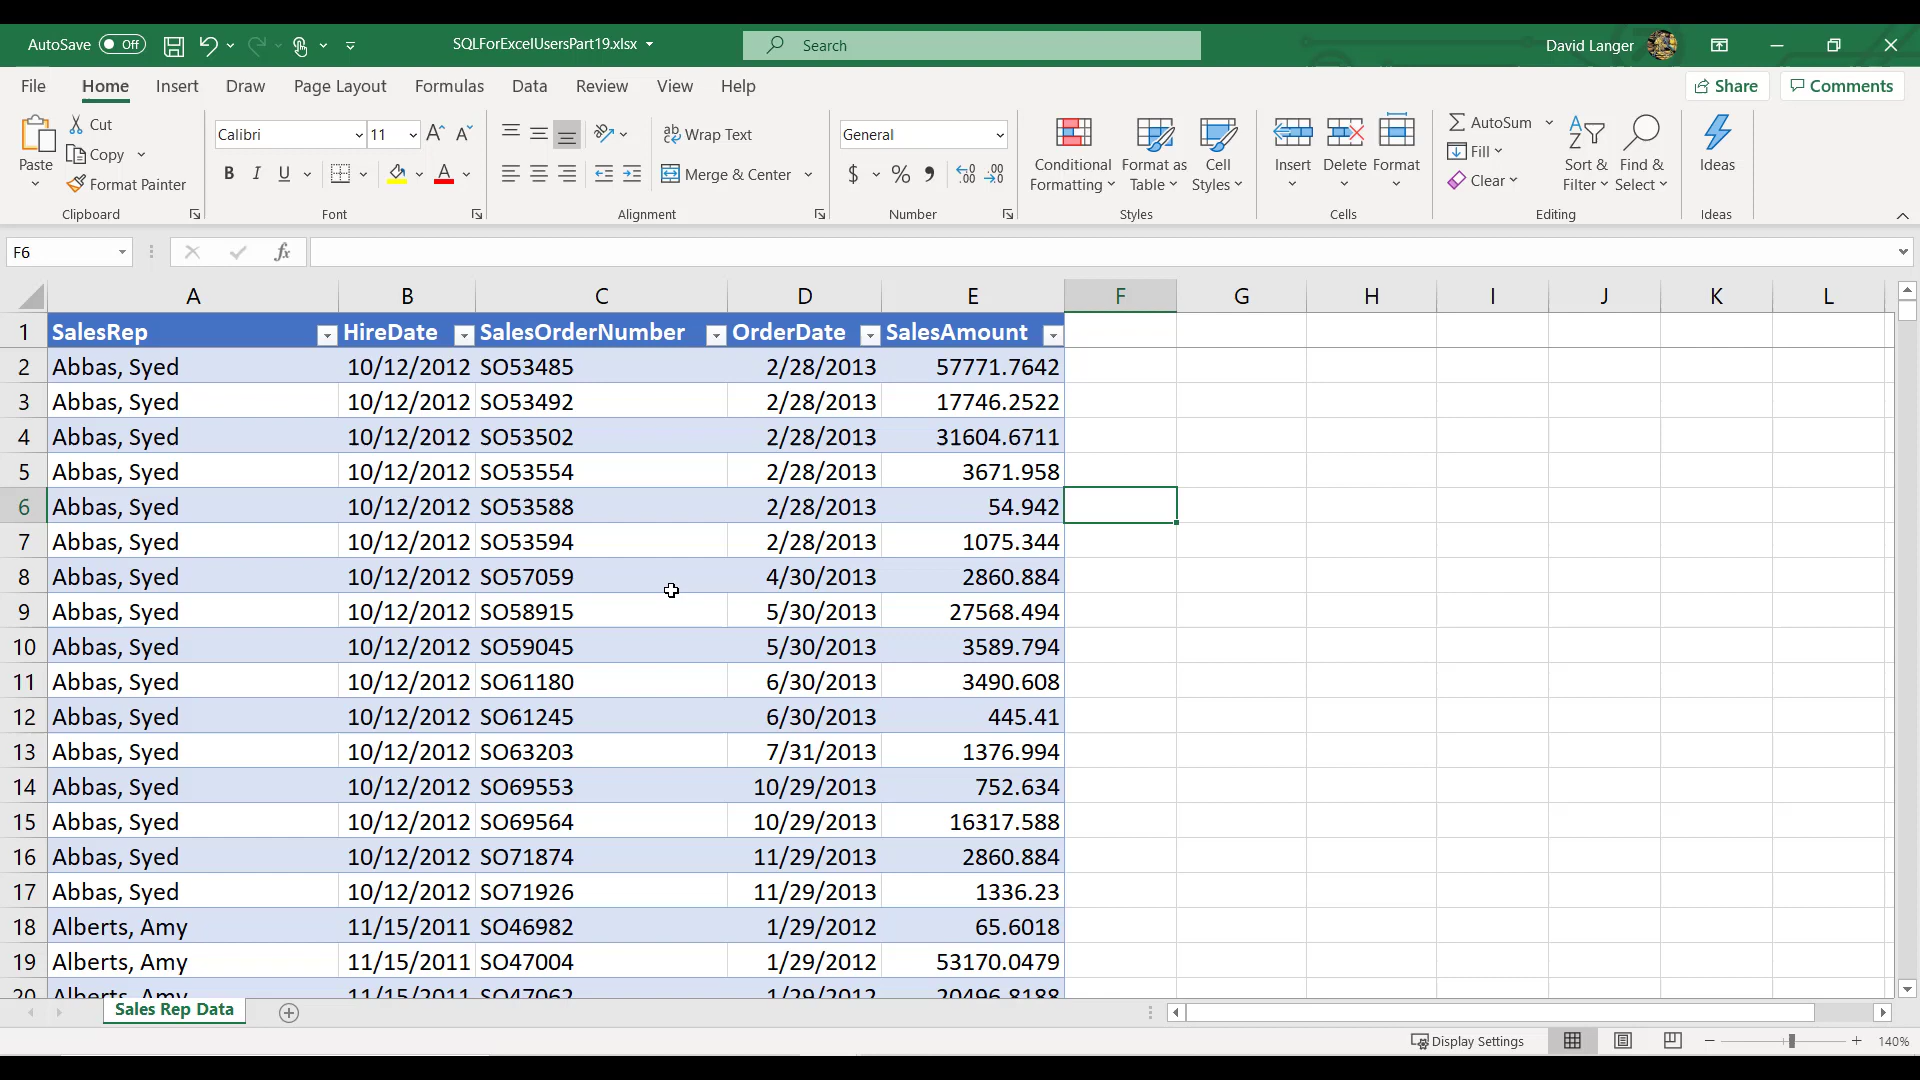 AutoSave Off SQLForExcelUsersPart19.xlsx Search David Langer
File Home Insert Draw Page Layout Formulas Data Review View Help Share Comments
Paste Cut Copy Format Painter Clipboard
Calibri 11 B I U A Font
ab Wrap Text Merge & Center Alignment
General $ % Number
Conditional Formatting Format as Table Cell Styles Styles
Insert Delete Format Cells
AutoSum Fill Clear Sort & Filter Find & Select Editing
Ideas Ideas
F6 fx
A B C D E F G H I J K L
1 SalesRep HireDate SalesOrderNumber OrderDate SalesAmount
2 Abbas, Syed 10/12/2012 SO53485 2/28/2013 57771.7642
3 Abbas, Syed 10/12/2012 SO53492 2/28/2013 17746.2522
4 Abbas, Syed 10/12/2012 SO53502 2/28/2013 31604.6711
5 Abbas, Syed 10/12/2012 SO53554 2/28/2013 3671.958
6 Abbas, Syed 10/12/2012 SO53588 2/28/2013 54.942
7 Abbas, Syed 10/12/2012 SO53594 2/28/2013 1075.344
8 Abbas, Syed 10/12/2012 SO57059 4/30/2013 2860.884
9 Abbas, Syed 10/12/2012 SO58915 5/30/2013 27568.494
10 Abbas, Syed 10/12/2012 SO59045 5/30/2013 3589.794
11 Abbas, Syed 10/12/2012 SO61180 6/30/2013 3490.608
12 Abbas, Syed 10/12/2012 SO61245 6/30/2013 445.41
13 Abbas, Syed 10/12/2012 SO63203 7/31/2013 1376.994
14 Abbas, Syed 10/12/2012 SO69553 10/29/2013 752.634
15 Abbas, Syed 10/12/2012 SO69564 10/29/2013 16317.588
16 Abbas, Syed 10/12/2012 SO71874 11/29/2013 2860.884
17 Abbas, Syed 10/12/2012 SO71926 11/29/2013 1336.23
18 Alberts, Amy 11/15/2011 SO46982 1/29/2012 65.6018
19 Alberts, Amy 11/15/2011 SO47004 1/29/2012 53170.0479
20 Alberts, Amy 11/15/2011 SO47062 1/29/2012 20496.8188
Sales Rep Data
Display Settings 140%